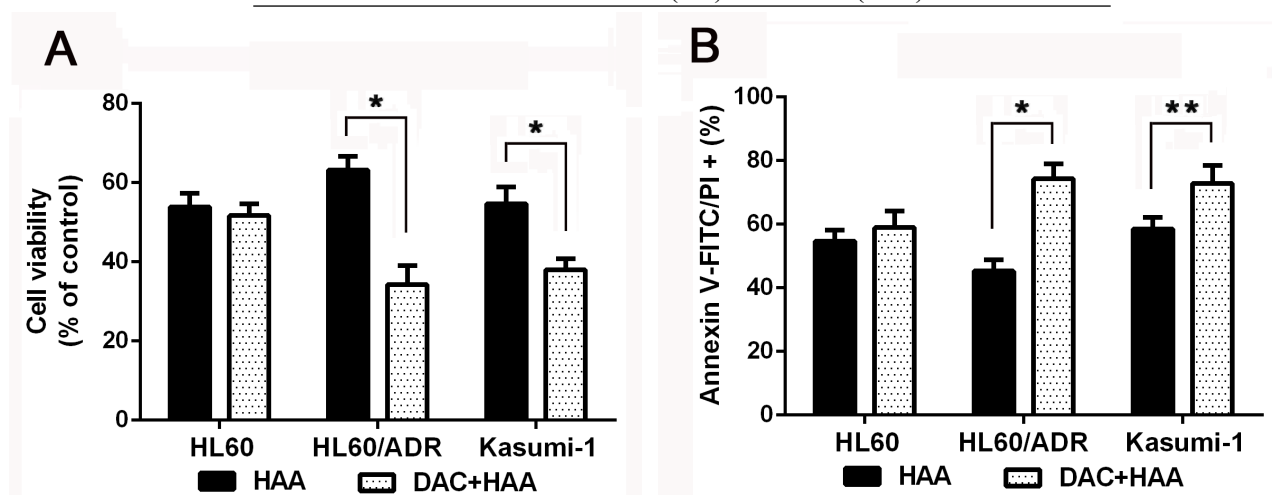 A
Cell viability
(% of control)
80
60
40
20
0
*
*
HL60 HL60/ADR Kasumi-1
HAA DAC+HAA
B
Annexin V-FITC/PI + (%)
100
80
60
40
20
0
*
**
HL60 HL60/ADR Kasumi-1
HAA DAC+HAA